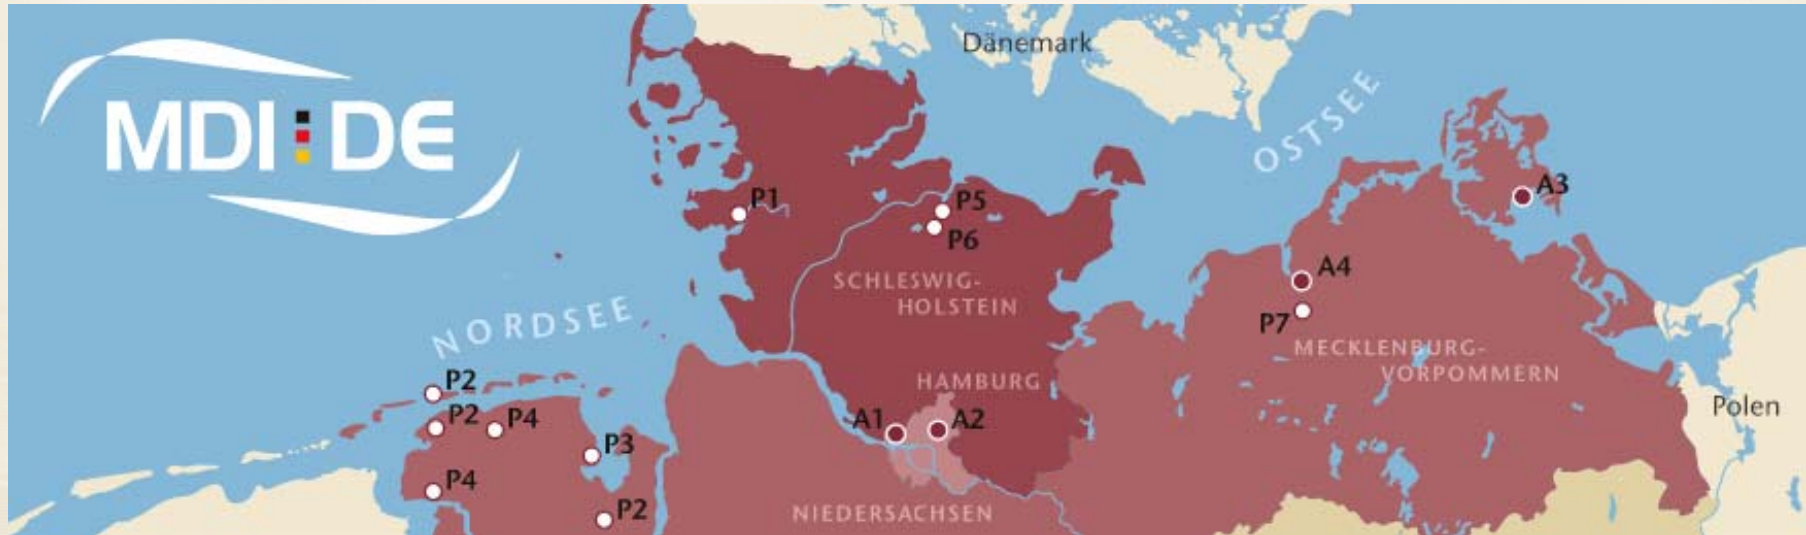 MDI DE
Dänemark
OSTSEE
A3
P1
P5
P6
SCHLESWIG-
HOLSTEIN
A4
P7
NORDSEE
MECKLENBURG-
VORPOMMERN
HAMBURG
P2
P2
P4
A1
A2
Polen
P3
P4
P2
NIEDERSACHSEN